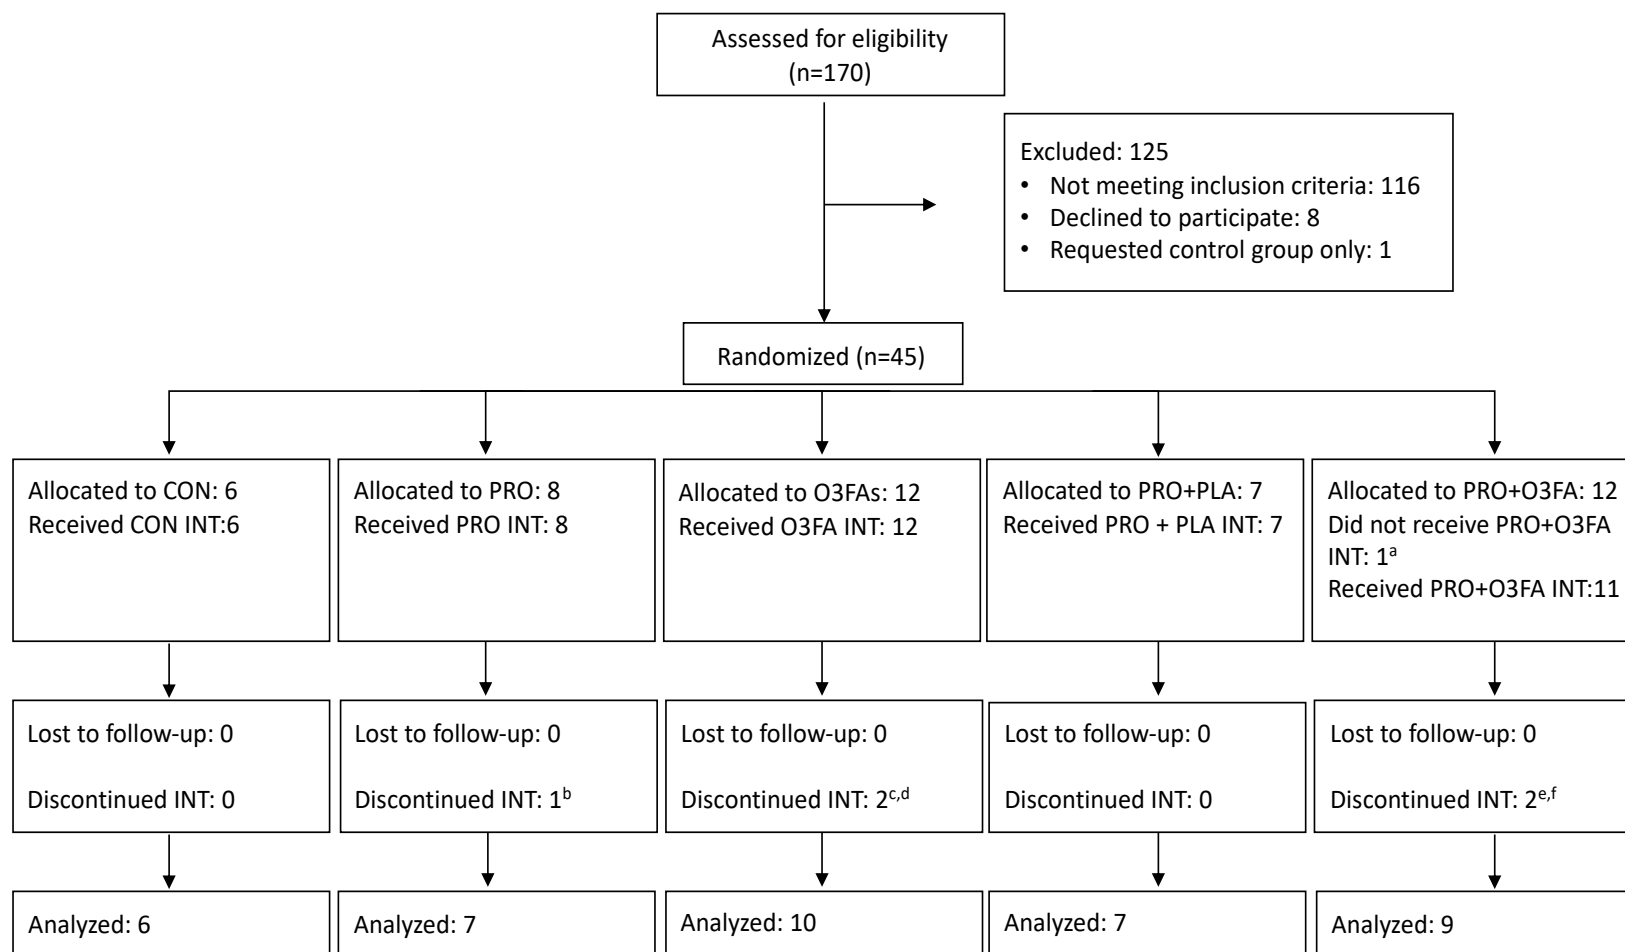 Assessed for eligibility
(n=170)
Excluded: 125
• Not meeting inclusion criteria: 116
• Declined to participate: 8
• Requested control group only: 1
Randomized (n=45)
Allocated to CON: 6
Received CON INT:6
Allocated to PRO: 8
Received PRO INT: 8
Allocated to O3FAs: 12
Received O3FA INT: 12
Allocated to PRO+PLA: 7
Received PRO + PLA INT: 7
Allocated to PRO+O3FA: 12
Did not receive PRO+O3FA
INT: 1ᵃ
Received PRO+O3FA INT:11
Lost to follow-up: 0
Discontinued INT: 0
Lost to follow-up: 0
Discontinued INT: 1ᵇ
Lost to follow-up: 0
Discontinued INT: 2ᶜ,ᵈ
Lost to follow-up: 0
Discontinued INT: 0
Lost to follow-up: 0
Discontinued INT: 2ᵉ,ᶠ
Analyzed: 6
Analyzed: 7
Analyzed: 10
Analyzed: 7
Analyzed: 9